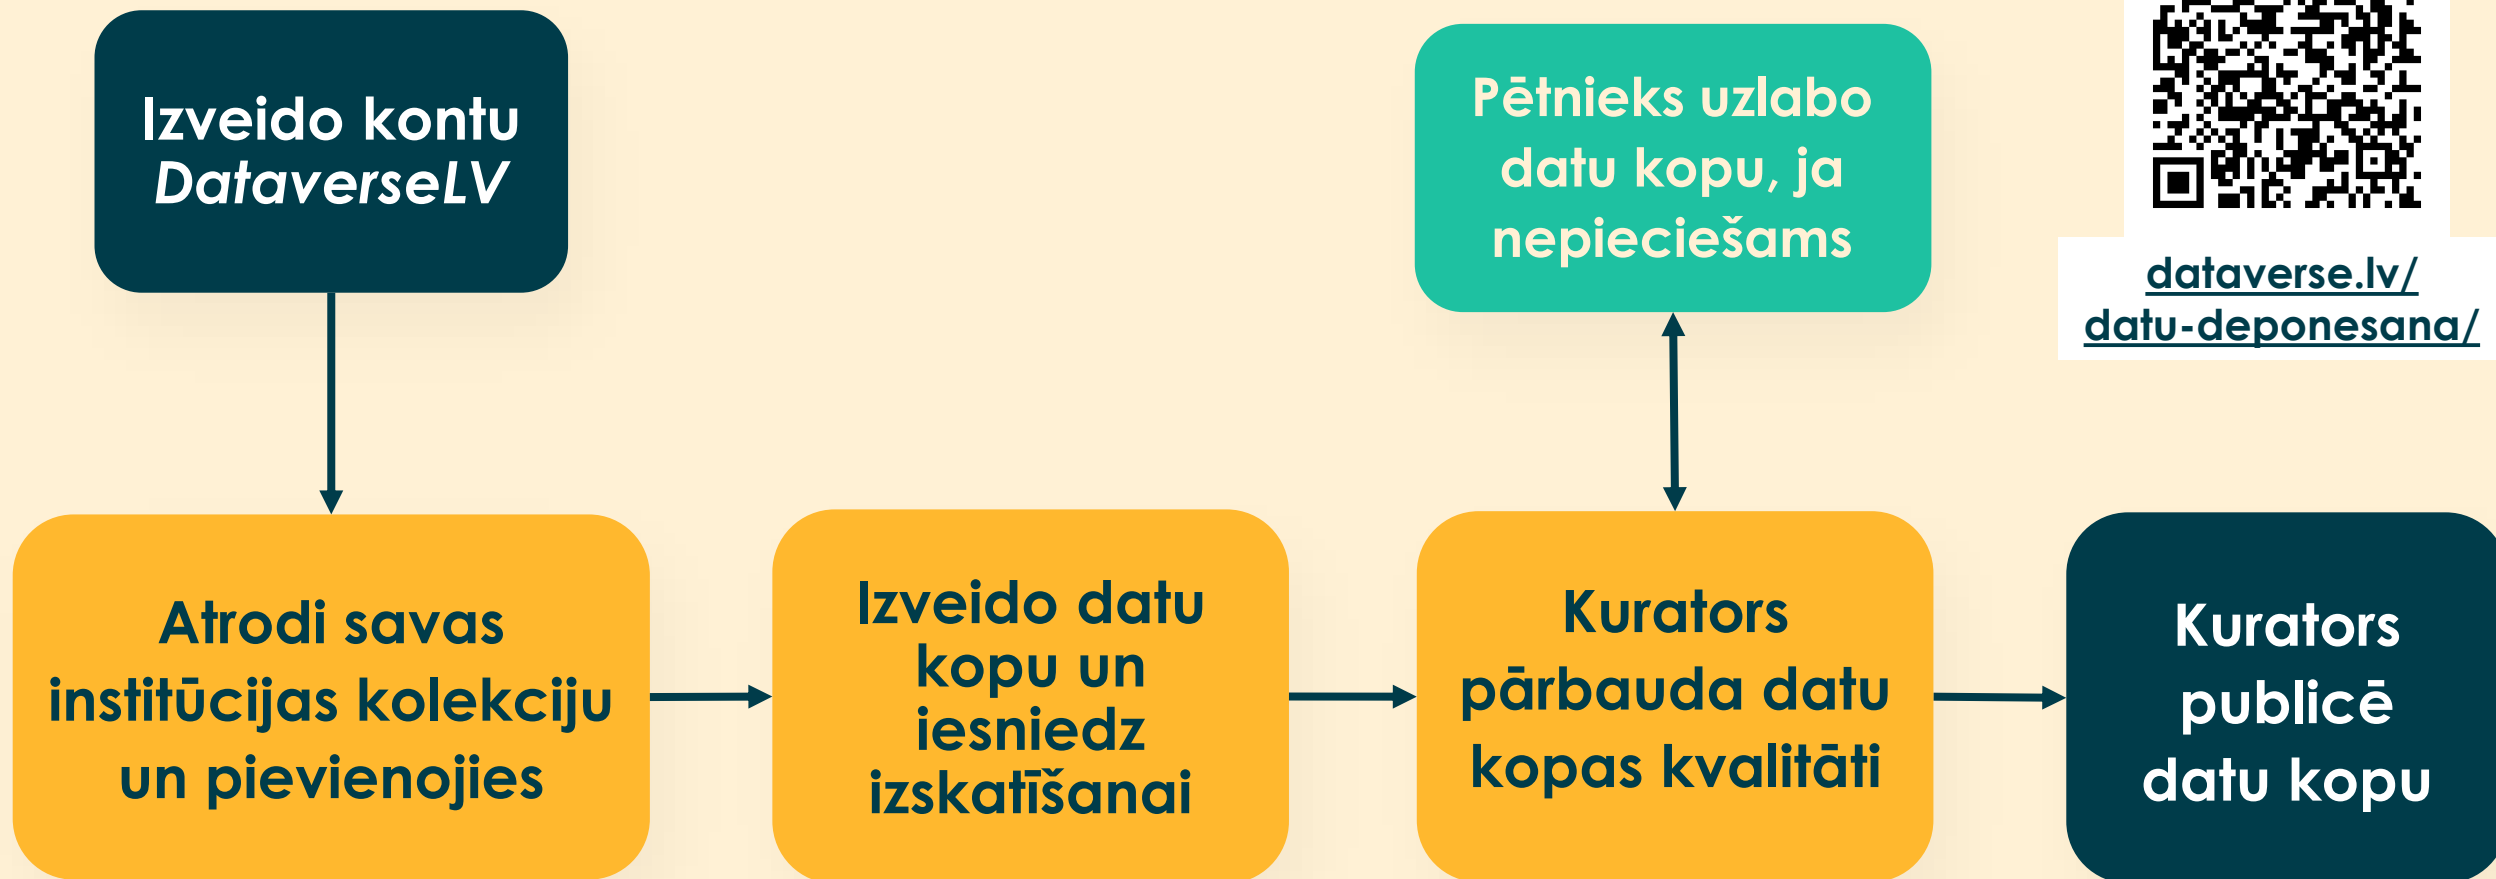 Izveido kontu
DataverseLV
Pētnieks uzlabo
datu kopu, ja
nepieciešams
dataverse.lv/
datu-deponesana/
Atrodi savas
institūcijas kolekciju
un pievienojies
Izveido datu
kopu un
iesniedz
izskatīšanai
Kurators
pārbauda datu
kopas kvalitāti
Kurators
publicē
datu kopu